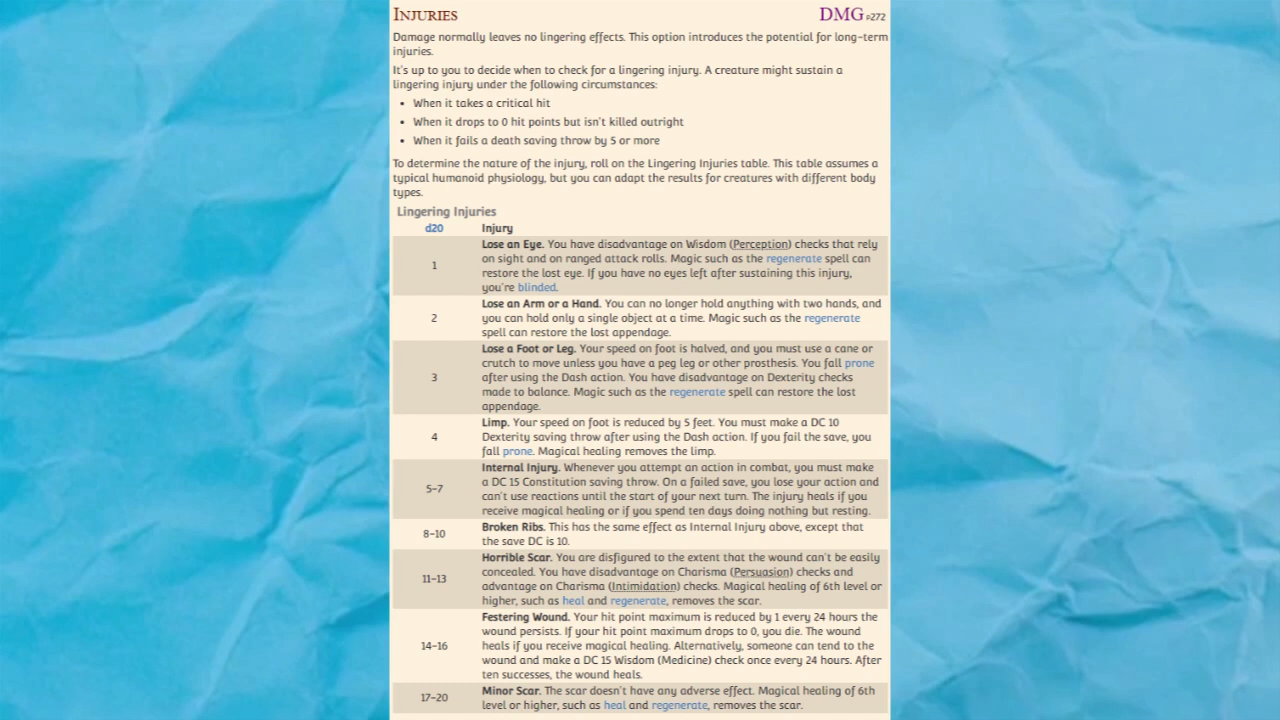 INJURIES DMG p272
Damage normally leaves no lingering effects. This option introduces the potential for long-term
injuries.
It's up to you to decide when to check for a lingering injury. A creature might sustain a
lingering injury under the following circumstances:
• When it takes a critical hit
• When it drops to 0 hit points but isn't killed outright
• When it fails a death saving throw by 5 or more
To determine the nature of the injury, roll on the Lingering Injuries table. This table assumes a
typical humanoid physiology, but you can adapt the results for creatures with different body
types.
Lingering Injuries
d20 Injury
1 Lose an Eye. You have disadvantage on Wisdom (Perception) checks that rely
on sight and on ranged attack rolls. Magic such as the regenerate spell can
restore the lost eye. If you have no eyes left after sustaining this injury,
you're blinded.
2 Lose an Arm or a Hand. You can no longer hold anything with two hands, and
you can hold only a single object at a time. Magic such as the regenerate
spell can restore the lost appendage.
3 Lose a Foot or Leg. Your speed on foot is halved, and you must use a cane or
crutch to move unless you have a peg leg or other prosthesis. You fall prone
after using the Dash action. You have disadvantage on Dexterity checks
made to balance. Magic such as the regenerate spell can restore the lost
appendage.
4 Limp. Your speed on foot is reduced by 5 feet. You must make a DC 10
Dexterity saving throw after using the Dash action. If you fail the save, you
fall prone. Magical healing removes the limp.
5–7 Internal Injury. Whenever you attempt an action in combat, you must make
a DC 15 Constitution saving throw. On a failed save, you lose your action and
can't use reactions until the start of your next turn. The injury heals if you
receive magical healing or if you spend ten days doing nothing but resting.
8–10 Broken Ribs. This has the same effect as Internal Injury above, except that
the save DC is 10.
11–13 Horrible Scar. You are disfigured to the extent that the wound can't be easily
concealed. You have disadvantage on Charisma (Persuasion) checks and
advantage on Charisma (Intimidation) checks. Magical healing of 6th level or
higher, such as heal and regenerate, removes the scar.
14–16 Festering Wound. Your hit point maximum is reduced by 1 every 24 hours the
wound persists. If your hit point maximum drops to 0, you die. The wound
heals if you receive magical healing. Alternatively, someone can tend to the
wound and make a DC 15 Wisdom (Medicine) check once every 24 hours. After
ten successes, the wound heals.
17–20 Minor Scar. The scar doesn't have any adverse effect. Magical healing of 6th
level or higher, such as heal and regenerate, removes the scar.